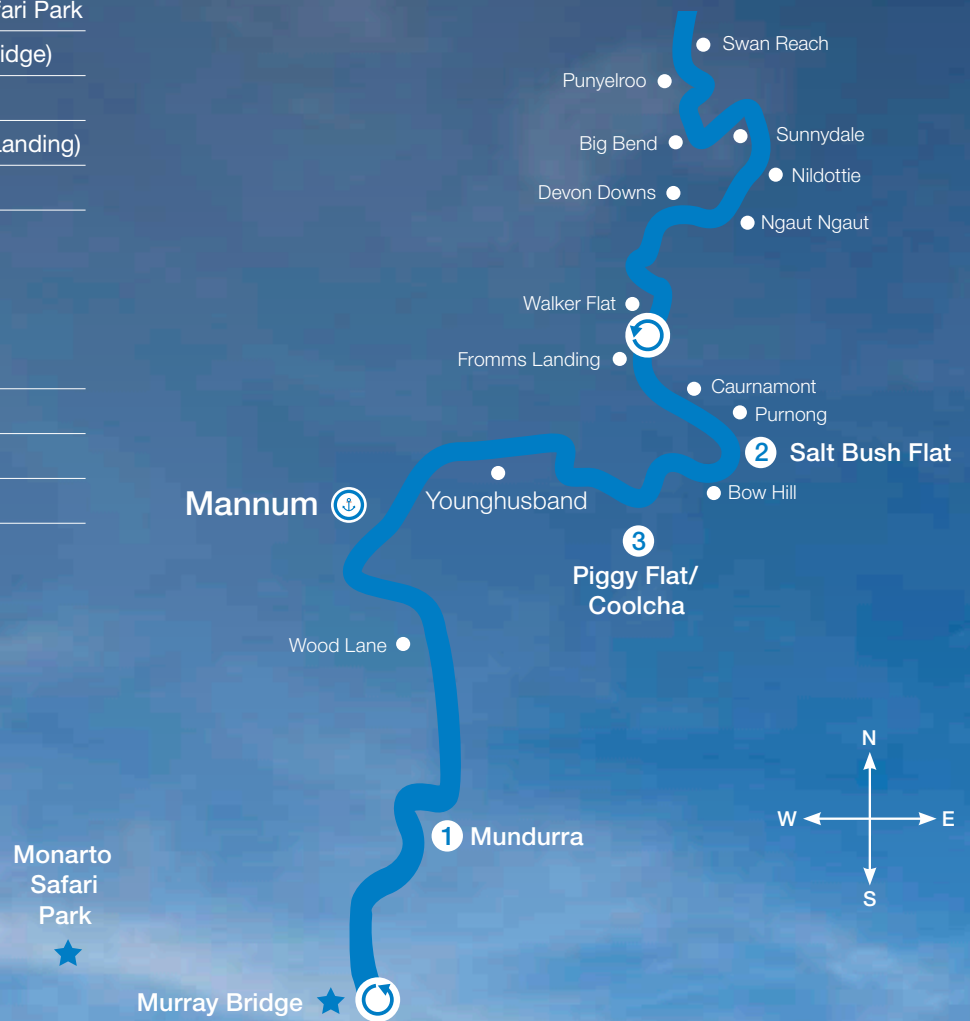 fari Park
idge)
anding)
Swan Reach
Punyelroo
Big Bend
Sunnydale
Devon Downs
Nildottie
Ngaut Ngaut
Walker Flat
Fromms Landing
Caurnamont
Purnong
2 Salt Bush Flat
Bow Hill
Mannum
Younghusband
3
Piggy Flat/
Coolcha
Wood Lane
N
W E
S
1 Mundurra
Monarto
Safari
Park
Murray Bridge